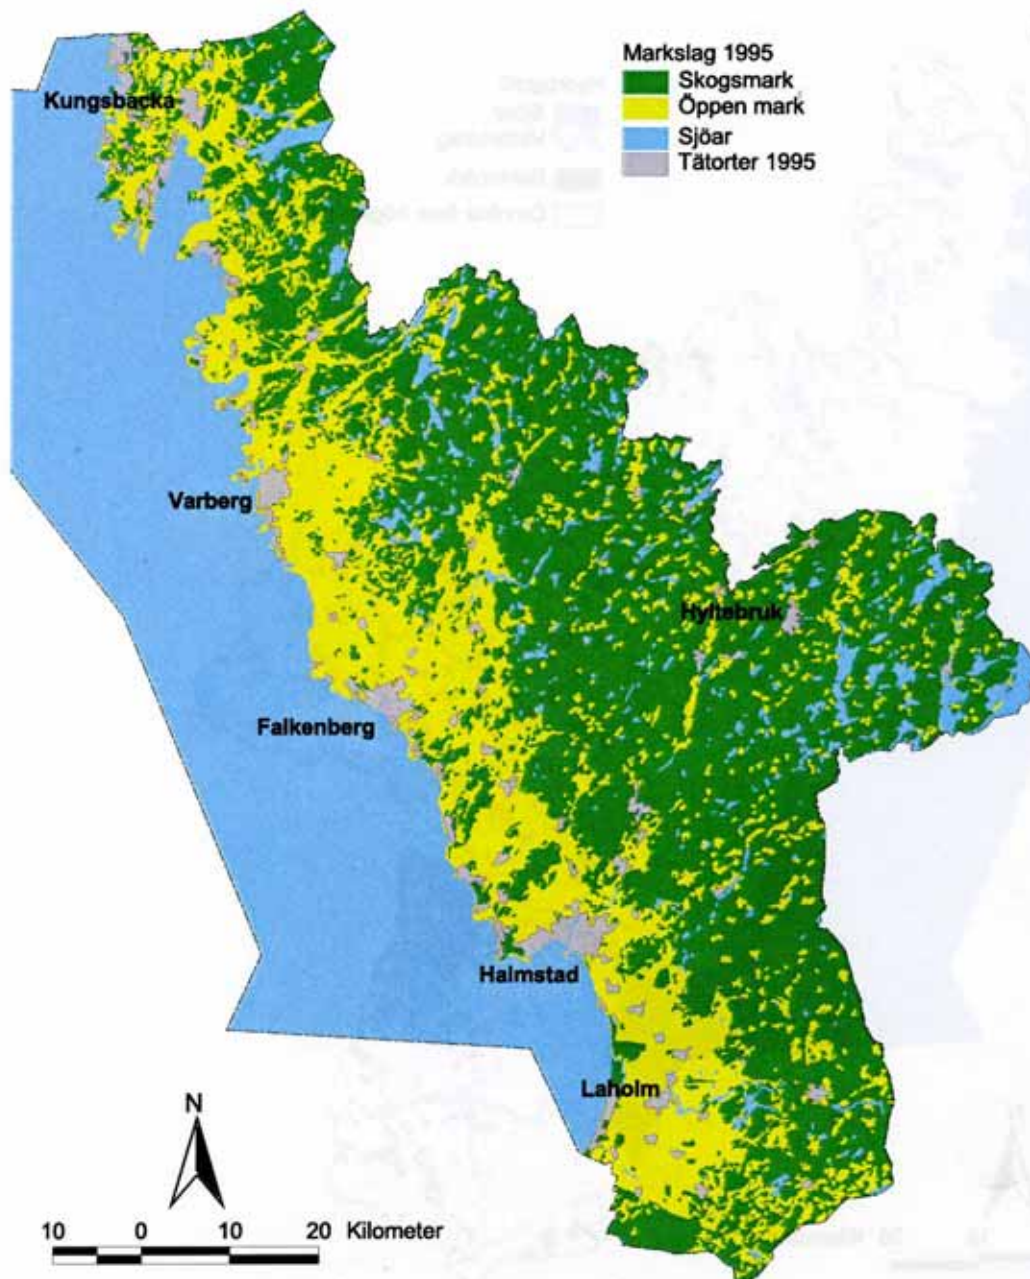 Markslag 1995
Skogsmark
Öppen mark
Sjöar
Tätorter 1995
Kungsbacka
Varberg
Hyltebruk
Falkenberg
Halmstad
Laholm
N
10 0 10 20 Kilometer